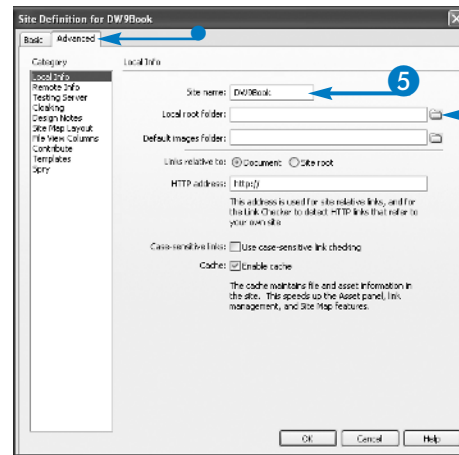 Site Definition for DW9Book
Basic Advanced
Category
Local Info
Local Info
Remote Info
Testing Server
Cloaking
Design Notes
Site Map Layout
File View Columns
Contribute
Templates
Spry
Site name: DW9Book
5
Local root folder:
Default images folder:
Links relative to: Document Site root
HTTP address: http://
This address is used for site relative links, and for
the Link Checker to detect HTTP links that refer to
your own site
Case-sensitive links: Use case-sensitive link checking
Cache: Enable cache
The cache maintains file and asset information in
the site. This speeds up the Asset panel, link
management, and Site Map features.
OK Cancel Help